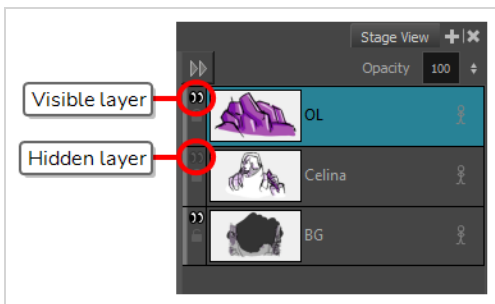 Stage View
Opacity 100
Visible layer
OL
Hidden layer
Celina
BG